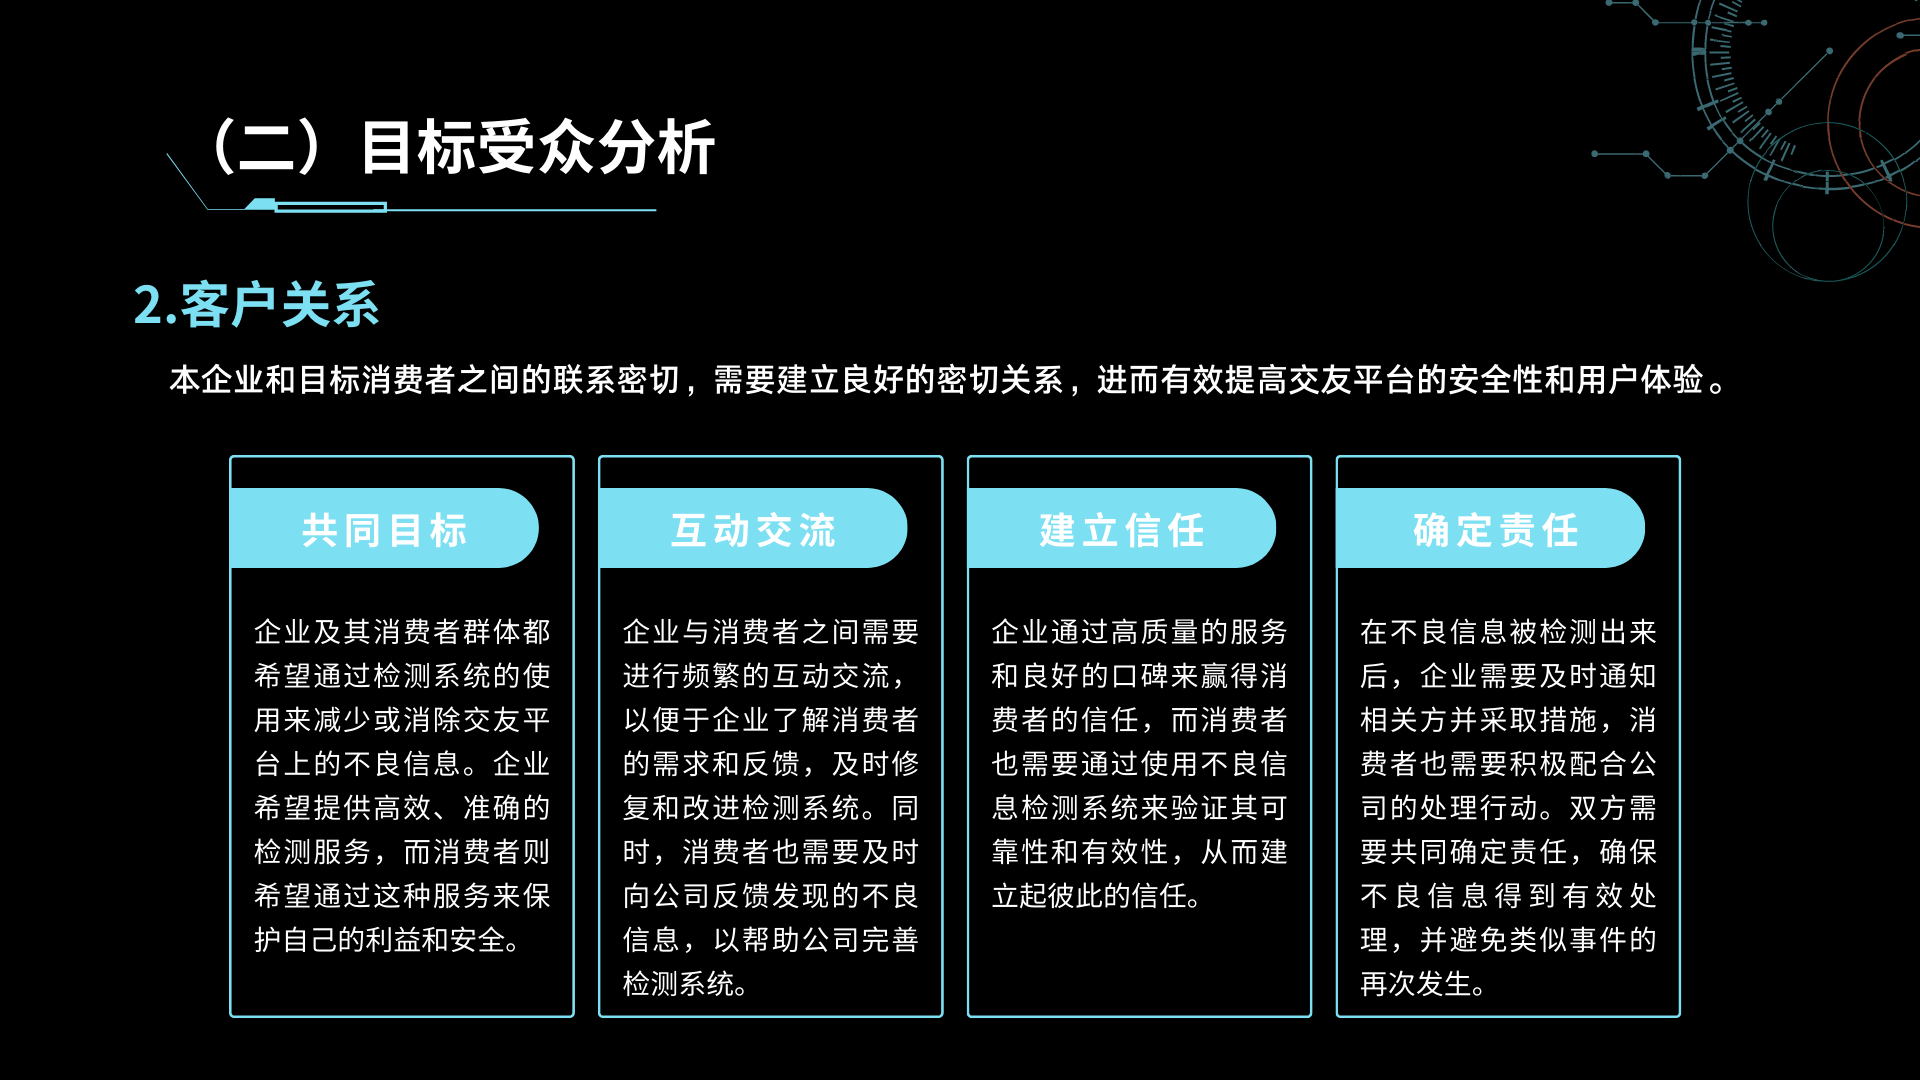 （二）目标受众分析
2.客户关系
本企业和目标消费者之间的联系密切，需要建立良好的密切关系，进而有效提高交友平台的安全性和用户体验。
共同目标
企业及其消费者群体都
希望通过检测系统的使
用来减少或消除交友平
台上的不良信息。企业
希望提供高效、准确的
检测服务，而消费者则
希望通过这种服务来保
护自己的利益和安全。
互动交流
企业与消费者之间需要
进行频繁的互动交流，
以便于企业了解消费者
的需求和反馈，及时修
复和改进检测系统。同
时，消费者也需要及时
向公司反馈发现的不良
信息，以帮助公司完善
检测系统。
建立信任
企业通过高质量的服务
和良好的口碑来赢得消
费者的信任，而消费者
也需要通过使用不良信
息检测系统来验证其可
靠性和有效性，从而建
立起彼此的信任。
确定责任
在不良信息被检测出来
后，企业需要及时通知
相关方并采取措施，消
费者也需要积极配合公
司的处理行动。双方需
要共同确定责任，确保
不良信息得到有效处
理，并避免类似事件的
再次发生。